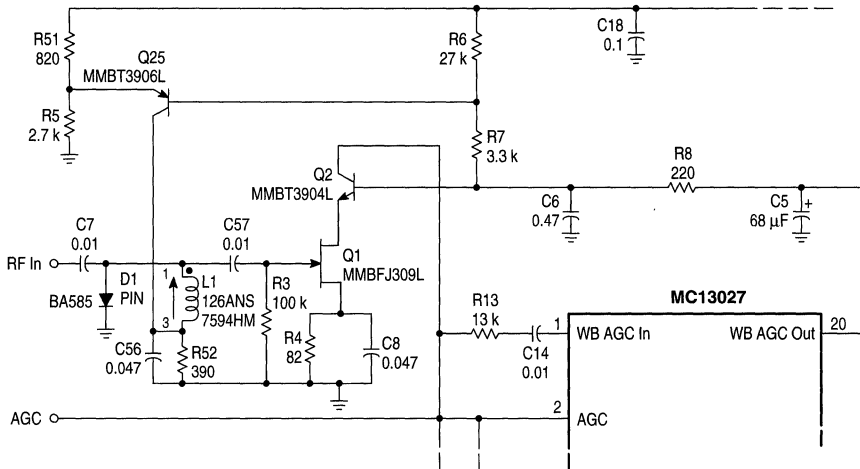 R51
820
Q25
MMBT3906L
R6
27 k
C18
0.1
R5
2.7 k
R7
3.3 k
Q2
MMBT3904L
R8
220
C6
0.47
C5
68 µF
+
C7
0.01
RF In
C57
0.01
Q1
MMBFJ309L
D1
PIN
BA585
1
L1
126ANS
7594HM
3
R3
100 k
MC13027
R13
13 k
1
WB AGC In
WB AGC Out
20
C14
0.01
R4
82
C8
0.047
C56
0.047
R52
390
AGC
2
AGC